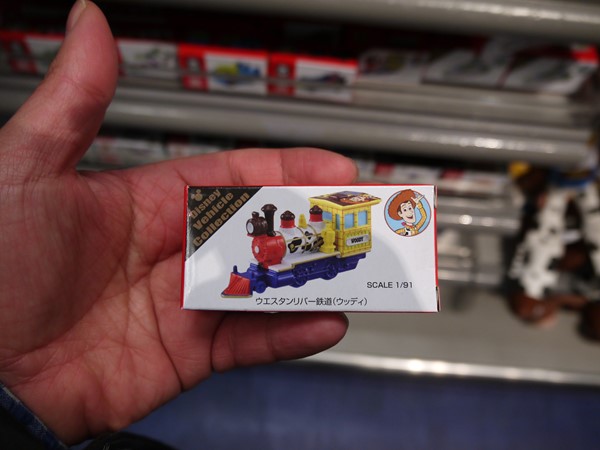 Disney
Vehicle
Collection
WOODY
SCALE 1/91
ウエスタンリバー鉄道(ウッディ)